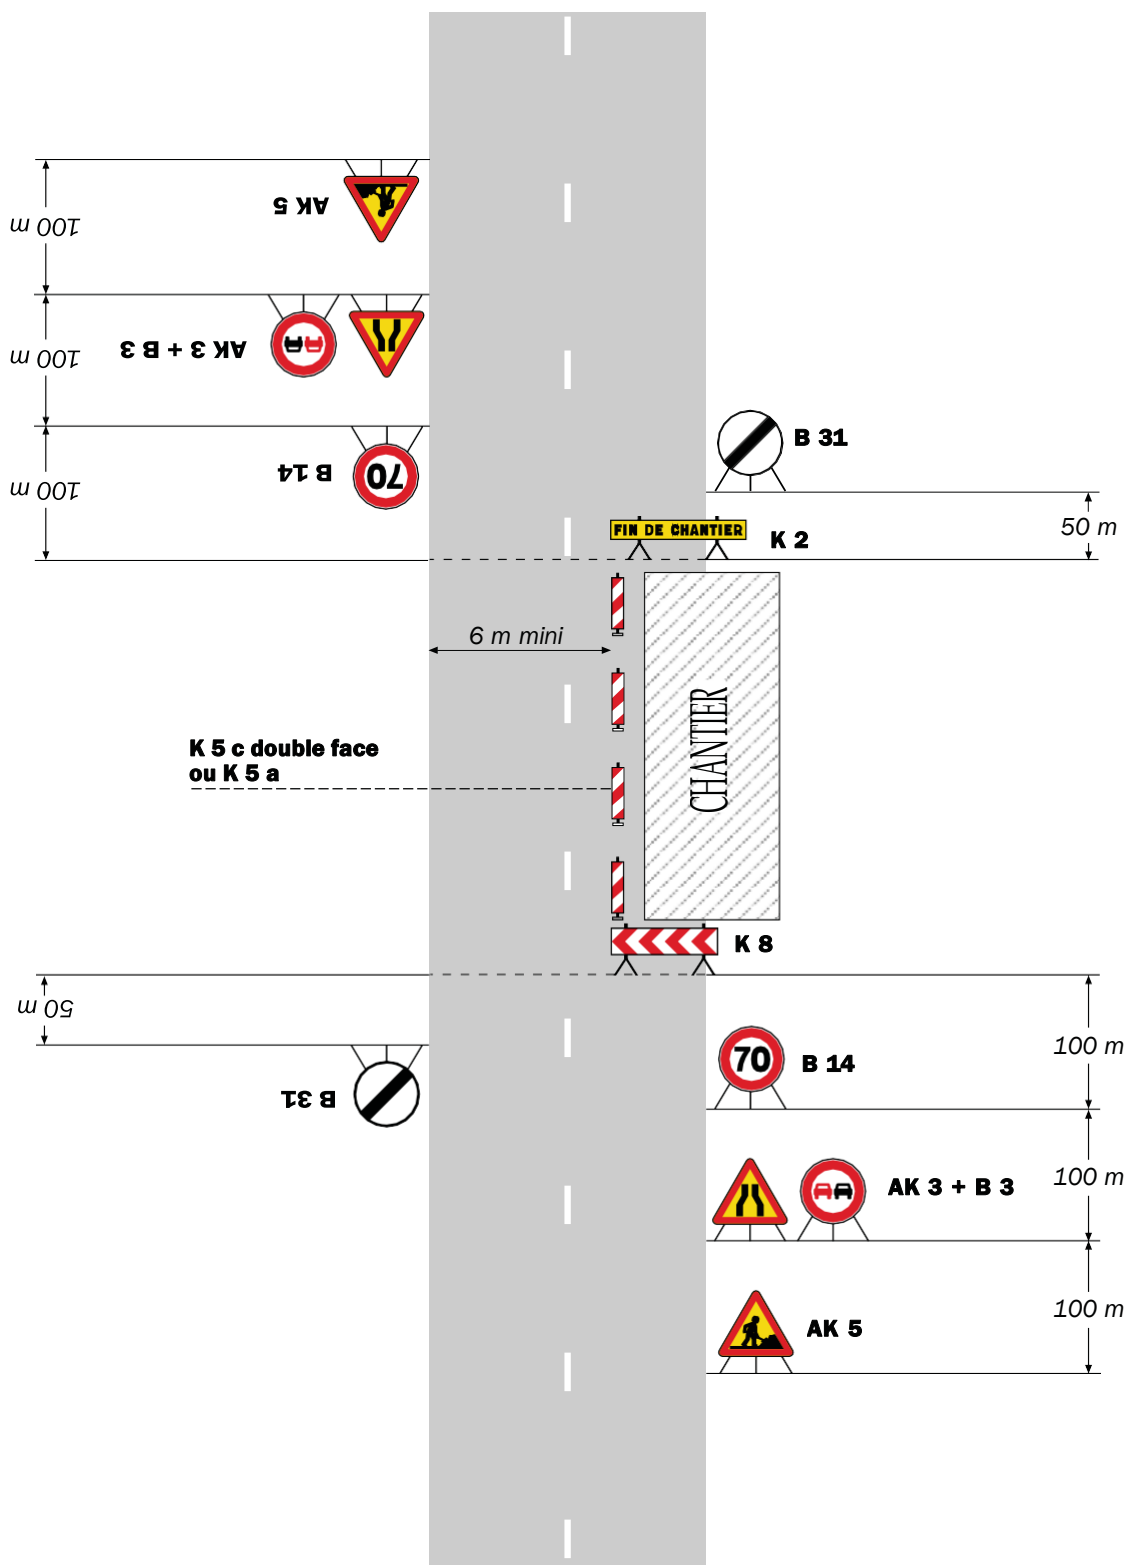 AK 5
100 m
AK 3 + B 3
100 m
70
B 14
100 m
B 31
50 m
FIN DE CHANTIER
K 2
6 m mini
CHANTIER
K 5 c double face
ou K 5 a
K 8
50 m
B 31
70
B 14
100 m
AK 3 + B 3
100 m
AK 5
100 m